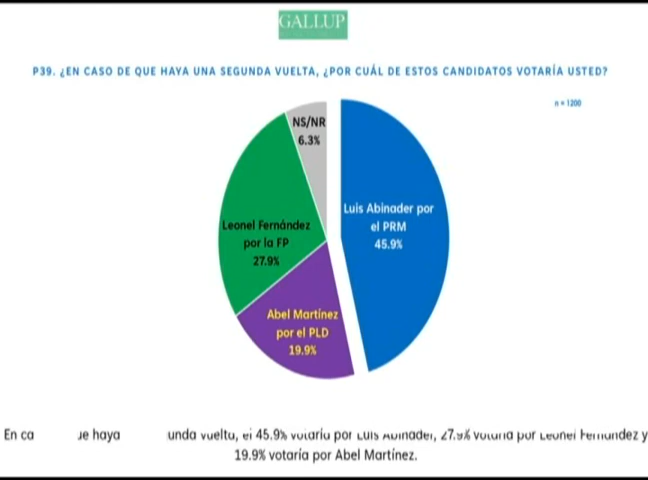 GALLUP
P39. ¿EN CASO DE QUE HAYA UNA SEGUNDA VUELTA, ¿POR CUÁL DE ESTOS CANDIDATOS VOTARÍA USTED?
n = 1200
NS/NR
6.3%
Luis Abinader por
el PRM
45.9%
Leonel Fernández
por la FP
27.9%
Abel Martínez
por el PLD
19.9%
En ca ue haya unda vuelta, el 45.9% votaría por Luis Abinader, 27.9% votaría por Leonel Fernández y
19.9% votaría por Abel Martínez.